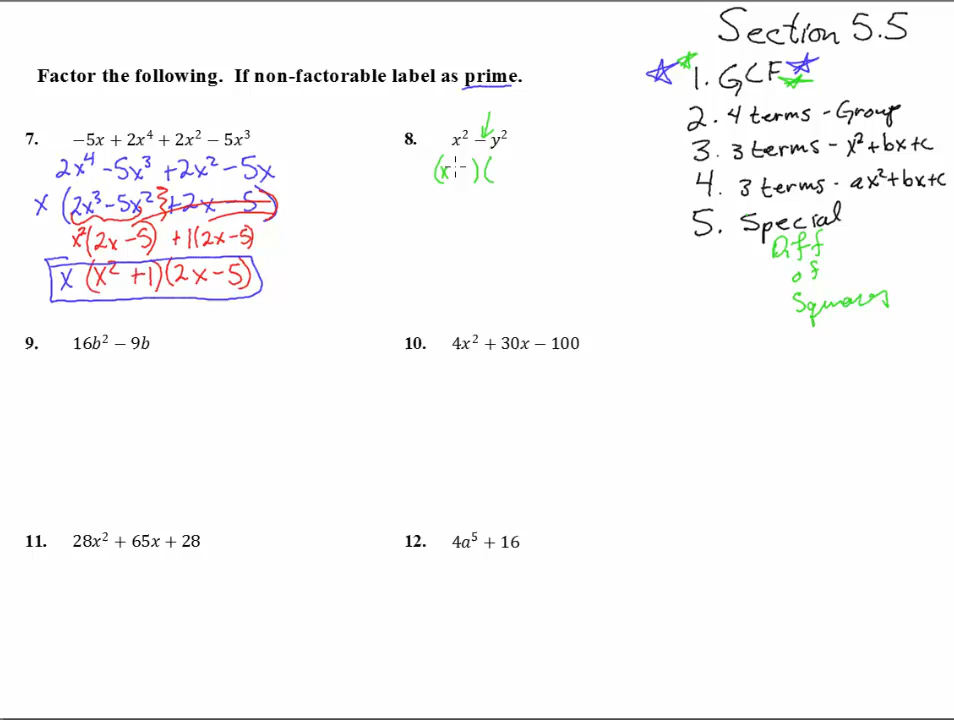 Section 5.5
Factor the following. If non-factorable label as prime.
1. GCF
2. 4 terms - Group
3. 3 terms - x² + bx + c
4. 3 terms - ax² + bx + c
5. Special
Diff
of
Squares
7. −5x + 2x⁴ + 2x² − 5x³
2x⁴ - 5x³ + 2x² - 5x
x (2x³ - 5x² + 2x - 5)
x²(2x - 5) + 1(2x - 5)
x (x² + 1)(2x - 5)
8. x² − y²
(x ) (
9. 16b² − 9b
10. 4x² + 30x − 100
11. 28x² + 65x + 28
12. 4a⁵ + 16